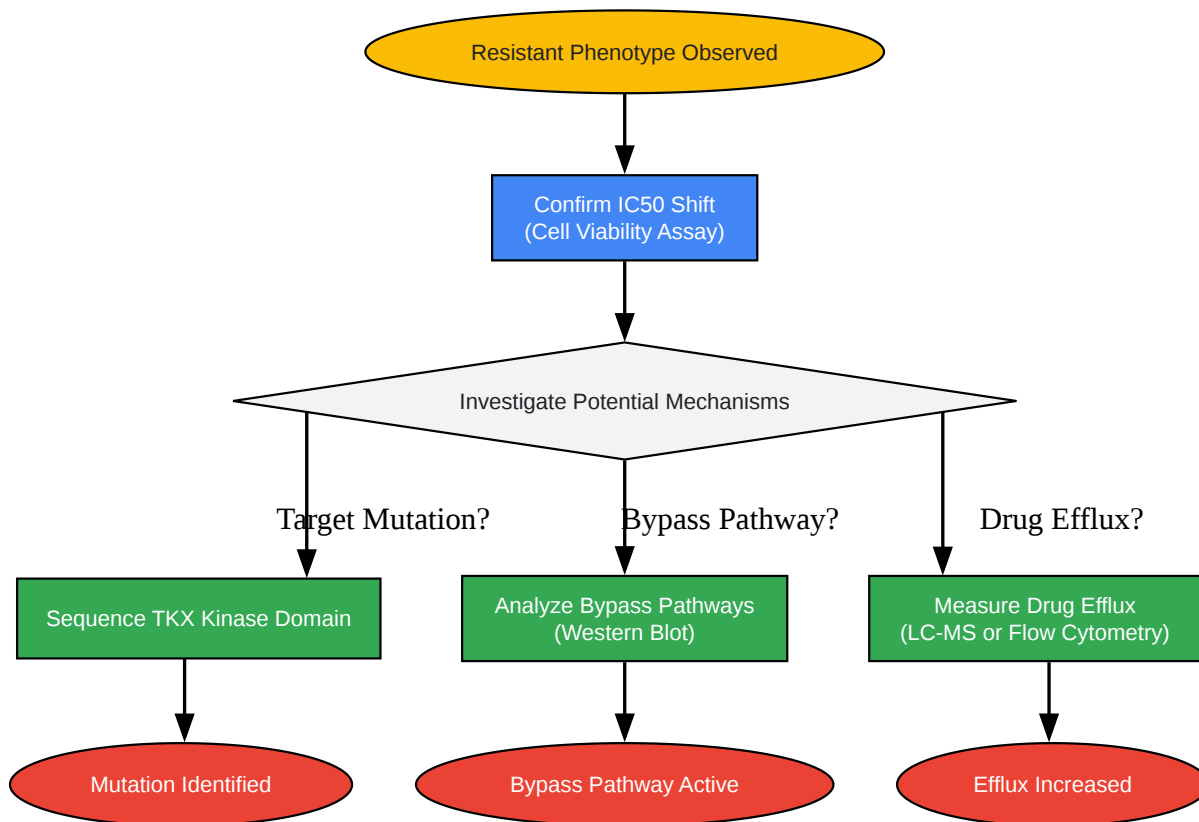 Resistant Phenotype Observed
Confirm IC50 Shift
(Cell Viability Assay)
Investigate Potential Mechanisms
Target Mutation?
Bypass Pathway?
Drug Efflux?
Sequence TKX Kinase Domain
Analyze Bypass Pathways
(Western Blot)
Measure Drug Efflux
(LC-MS or Flow Cytometry)
Mutation Identified
Bypass Pathway Active
Efflux Increased